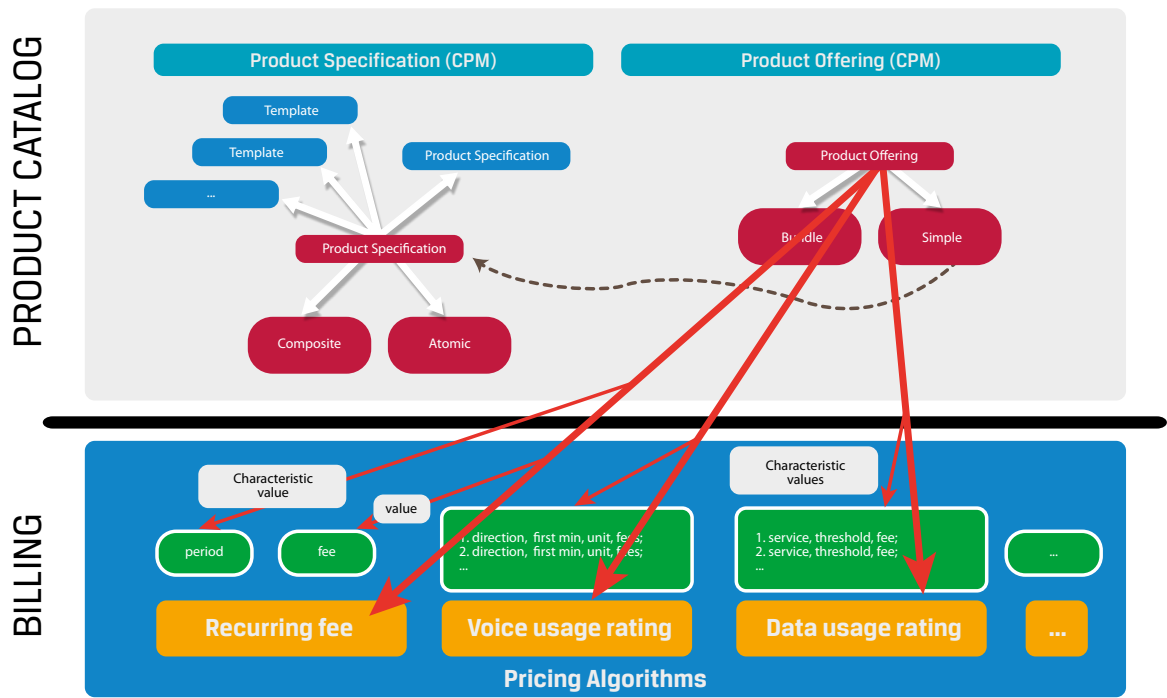 PRODUCT CATALOG
Product Specification (CPM)
Product Offering (CPM)
Template
Template
Product Specification
...
Product Offering
Product Specification
Bundle
Simple
Composite
Atomic
BILLING
Characteristic
value
value
Characteristic
values
period
fee
1. direction, first min, unit, fees;
2. direction, first min, unit, fees;
...
1. service, threshold, fee;
2. service, threshold, fee;
...
...
Recurring fee
Voice usage rating
Data usage rating
...
Pricing Algorithms